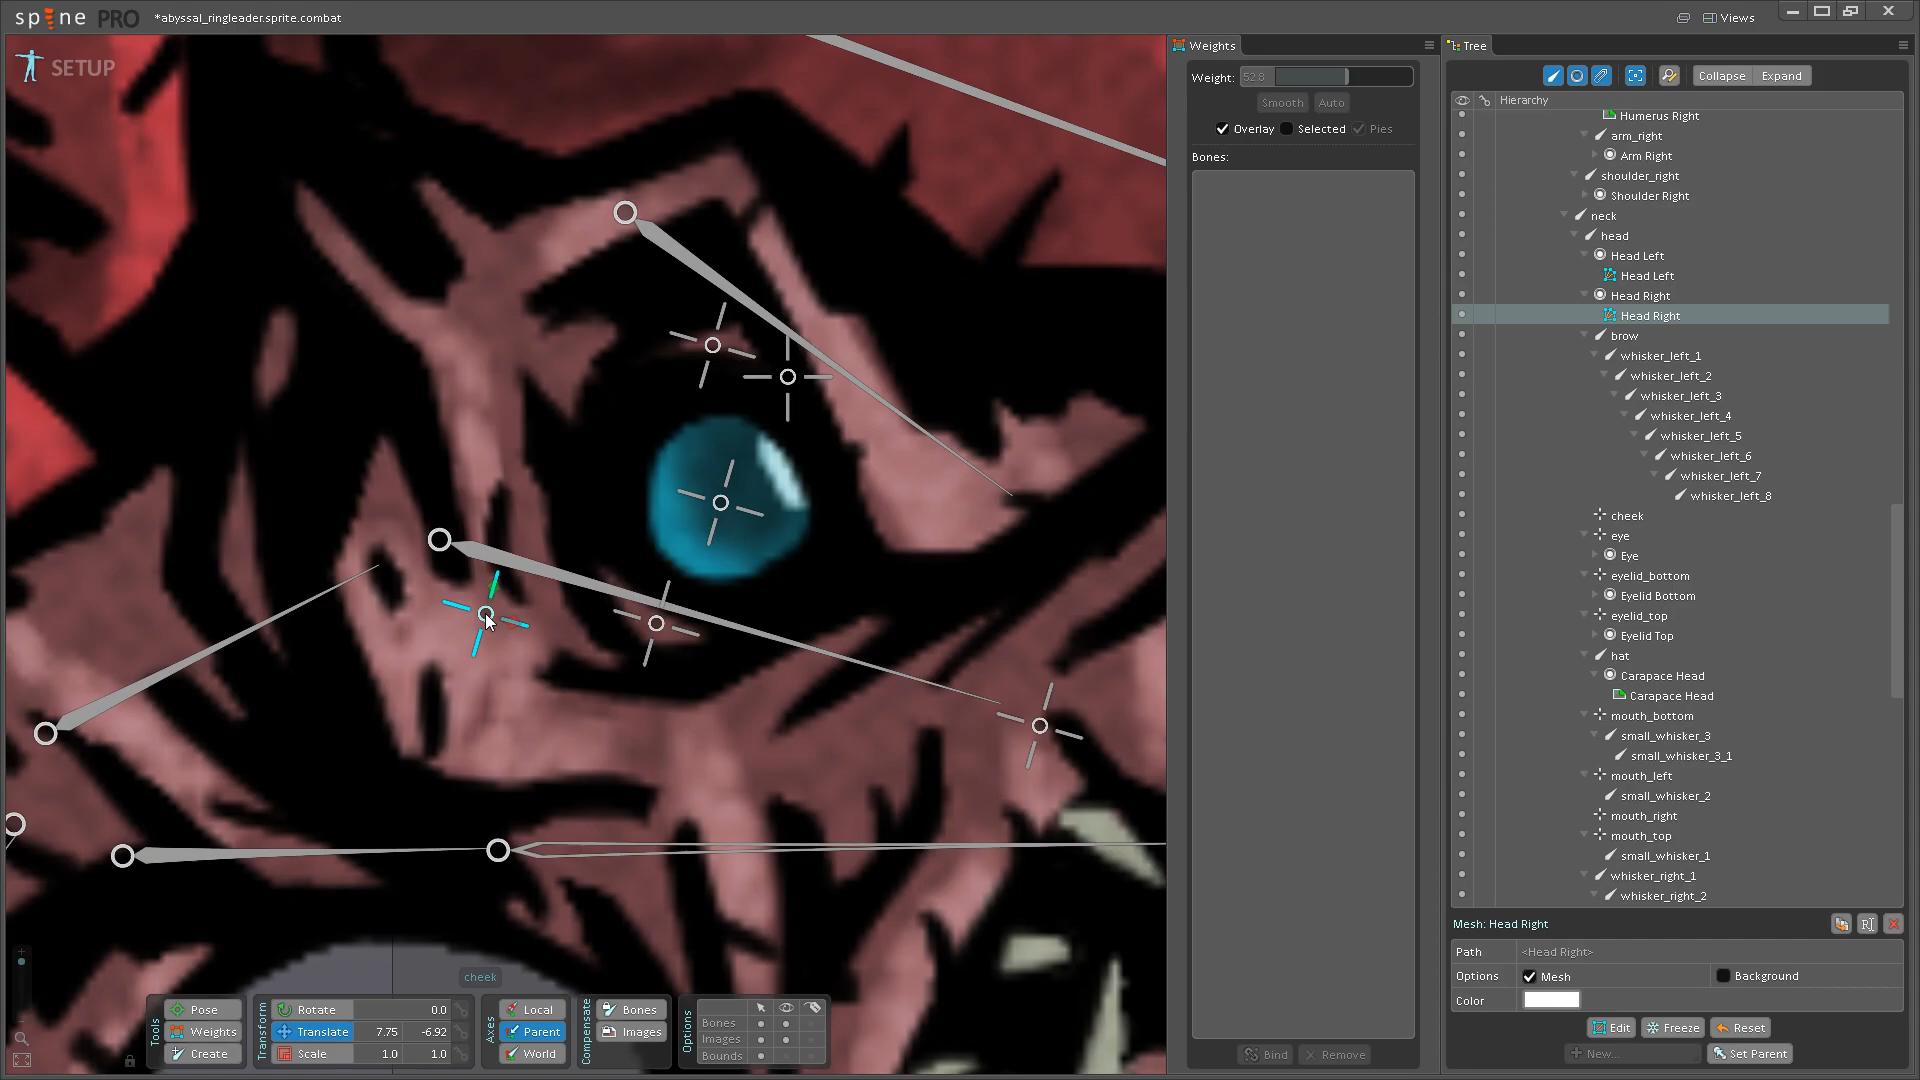 spine PRO *abyssal_ringleader.sprite.combat Views
SETUP
Weights
Weight: 52.8
Smooth Auto
Overlay Selected Pies
Bones:
Bind Remove
Tree
Collapse Expand
Hierarchy
Humerus Right
arm_right
Arm Right
shoulder_right
Shoulder Right
neck
head
Head Left
Head Left
Head Right
Head Right
brow
whisker_left_1
whisker_left_2
whisker_left_3
whisker_left_4
whisker_left_5
whisker_left_6
whisker_left_7
whisker_left_8
cheek
eye
Eye
eyelid_bottom
Eyelid Bottom
eyelid_top
Eyelid Top
hat
Carapace Head
Carapace Head
mouth_bottom
small_whisker_3
small_whisker_3_1
mouth_left
small_whisker_2
mouth_right
mouth_top
small_whisker_1
whisker_right_1
whisker_right_2
Mesh: Head Right
Path <Head Right>
Options Mesh Background
Color
Edit Freeze Reset
New... Set Parent
cheek
Tools
Pose
Weights
Create
Transform
Rotate 0.0
Translate 7.75 -6.92
Scale 1.0 1.0
Axes
Local
Parent
World
Compensate
Bones
Images
Options
Bones
Images
Bounds